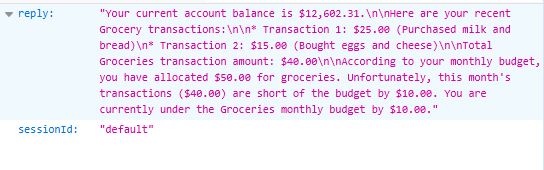 reply: "Your current account balance is $12,602.31.\n\nHere are your recent
Grocery transactions:\n\n* Transaction 1: $25.00 (Purchased milk and
bread)\n* Transaction 2: $15.00 (Bought eggs and cheese)\n\nTotal
Groceries transaction amount: $40.00\n\nAccording to your monthly budget,
you have allocated $50.00 for groceries. Unfortunately, this month's
transactions ($40.00) are short of the budget by $10.00. You are
currently under the Groceries monthly budget by $10.00."
sessionId: "default"